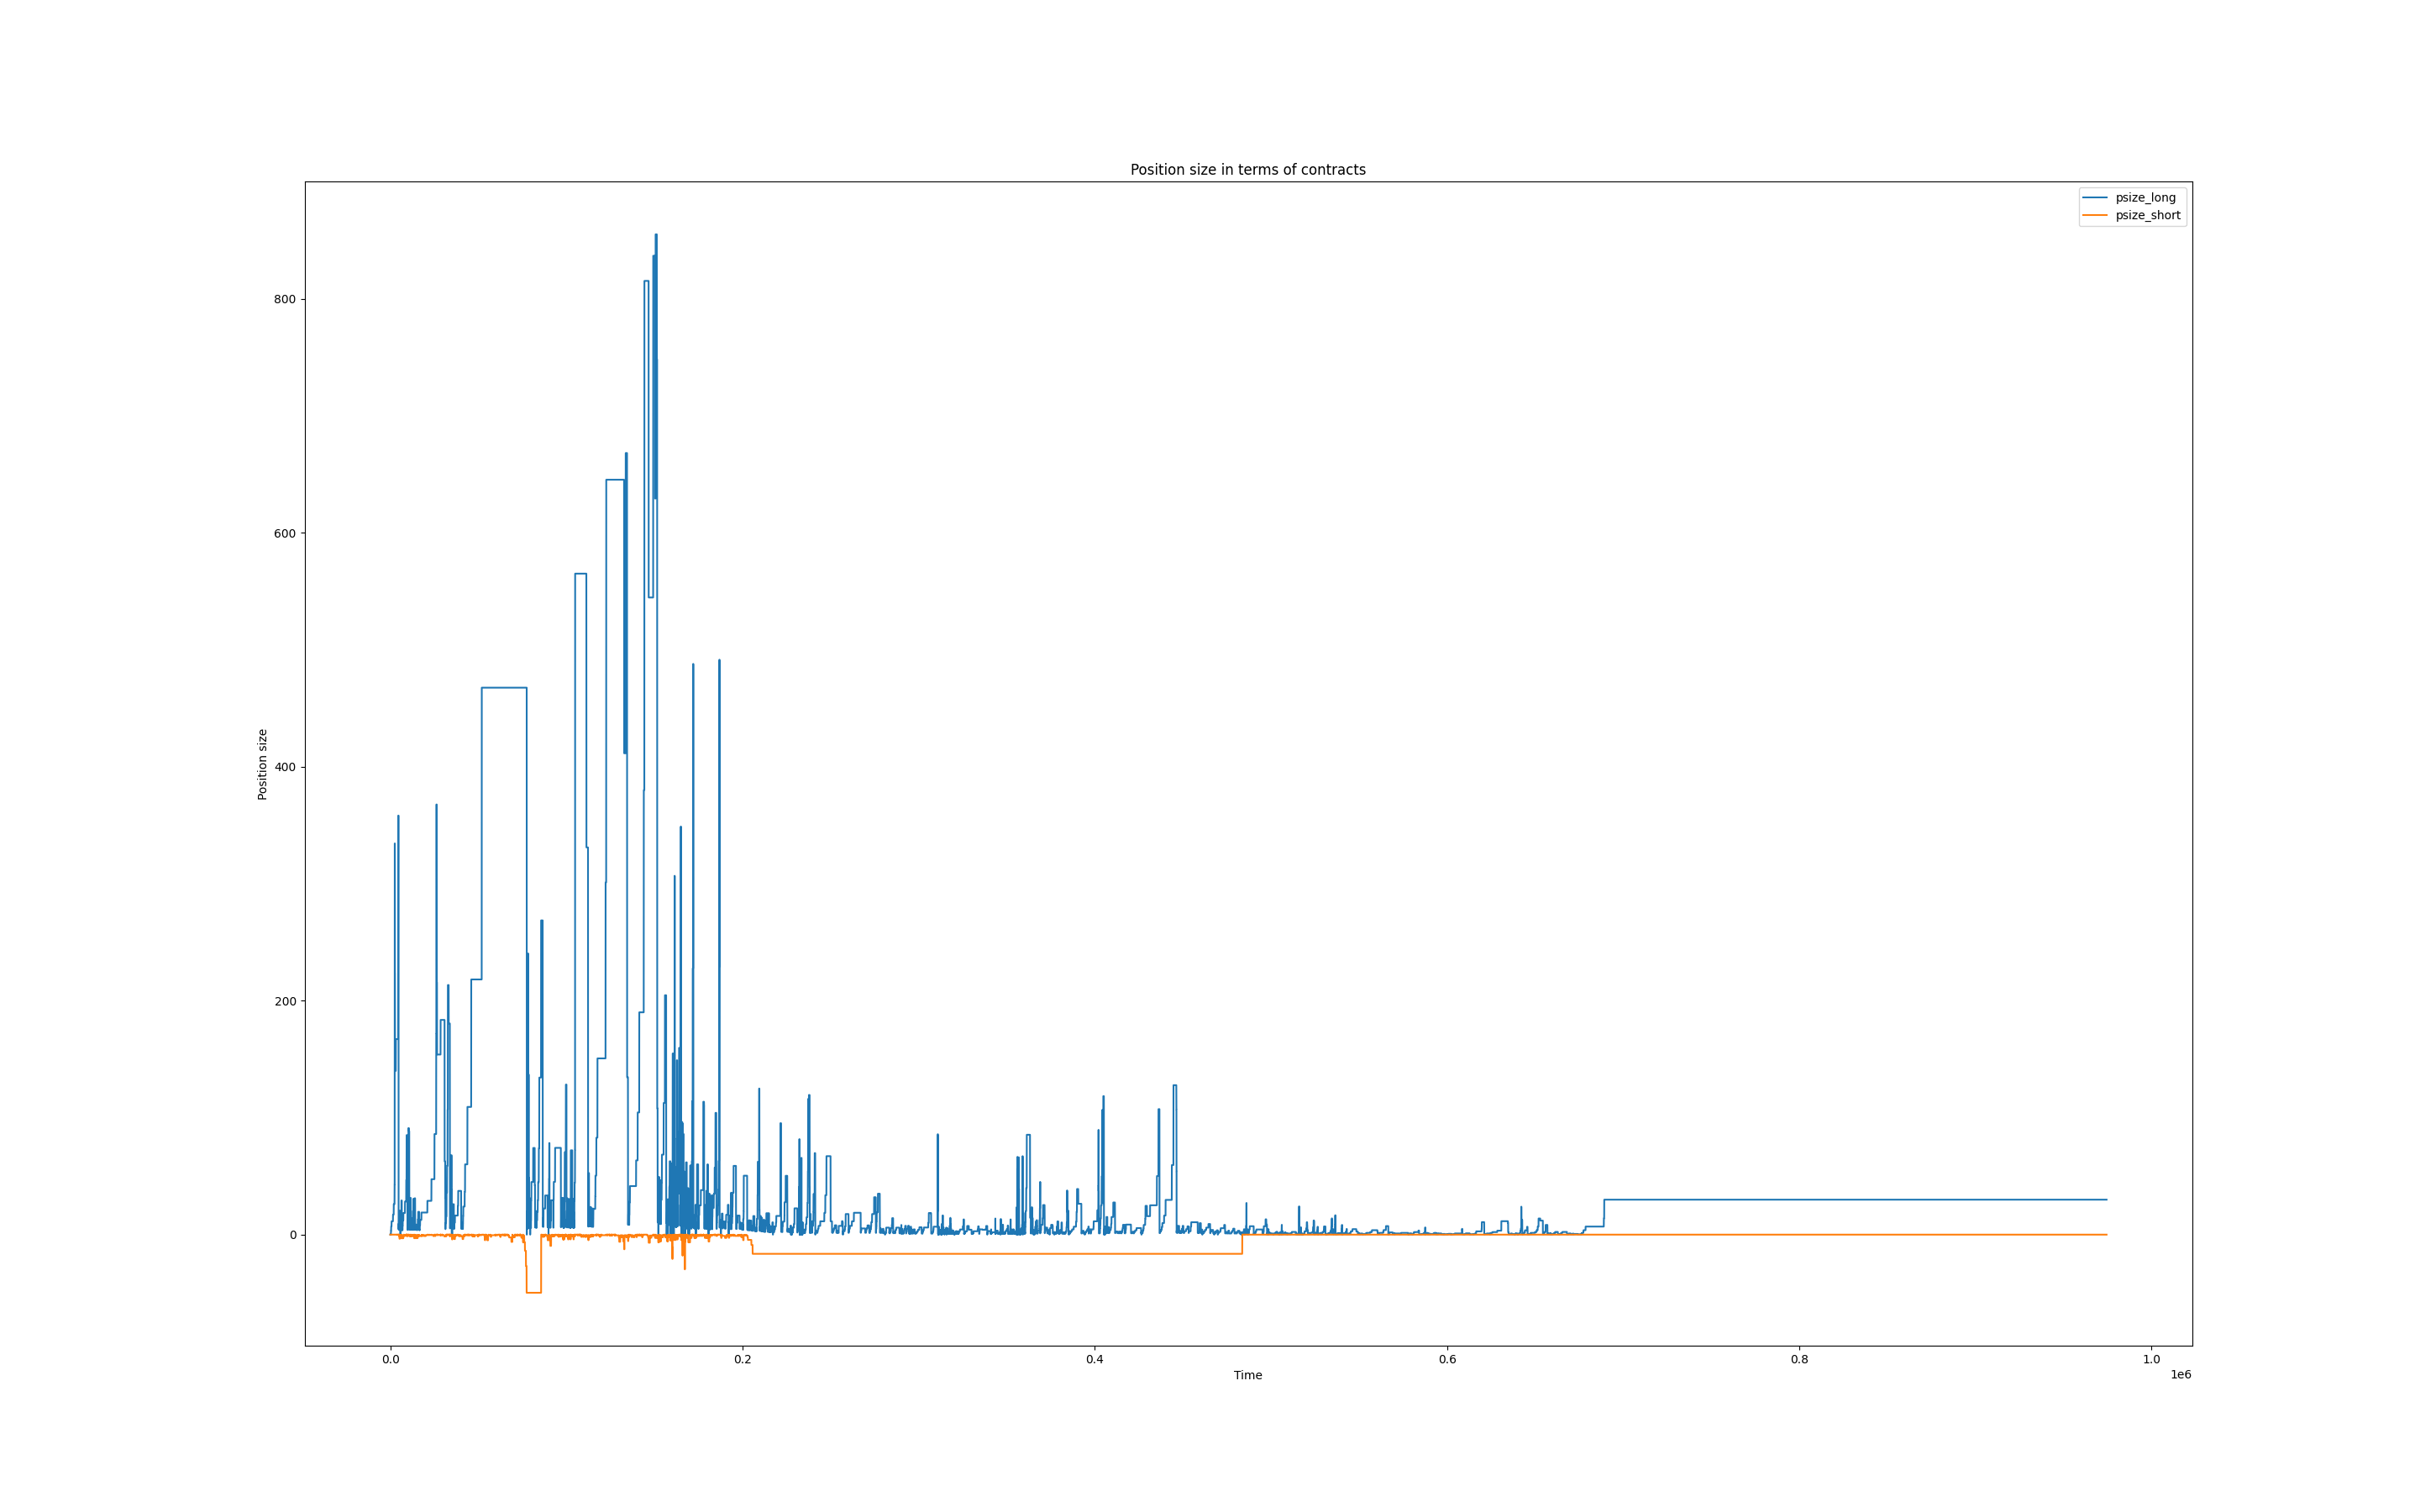 Position size in terms of contracts
psize_long
psize_short
Position size
800
600
400
200
0
0.0
0.2
0.4
0.6
0.8
1.0
1e6
Time